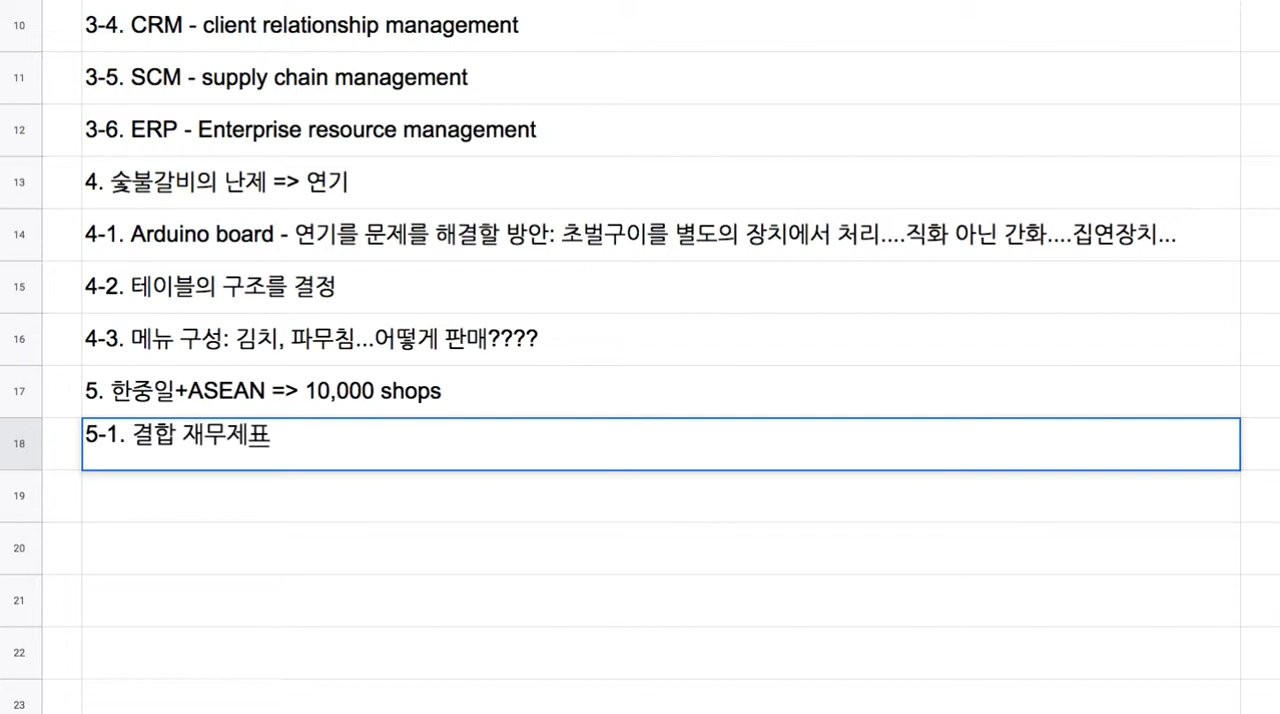 10 3-4. CRM - client relationship management
11 3-5. SCM - supply chain management
12 3-6. ERP - Enterprise resource management
13 4.숯불갈비의 난제 => 연기
14 4-1. Arduino board - 연기를 문제를 해결할 방안: 초벌구이를 별도의 장치에서 처리....직화 아닌 간화....집연장치...
15 4-2. 테이블의 구조를 결정
16 4-3. 메뉴 구성: 김치, 파무침...어떻게 판매????
17 5. 한중일+ASEAN => 10,000 shops
18 5-1. 결합 재무제표
19
20
21
22
23